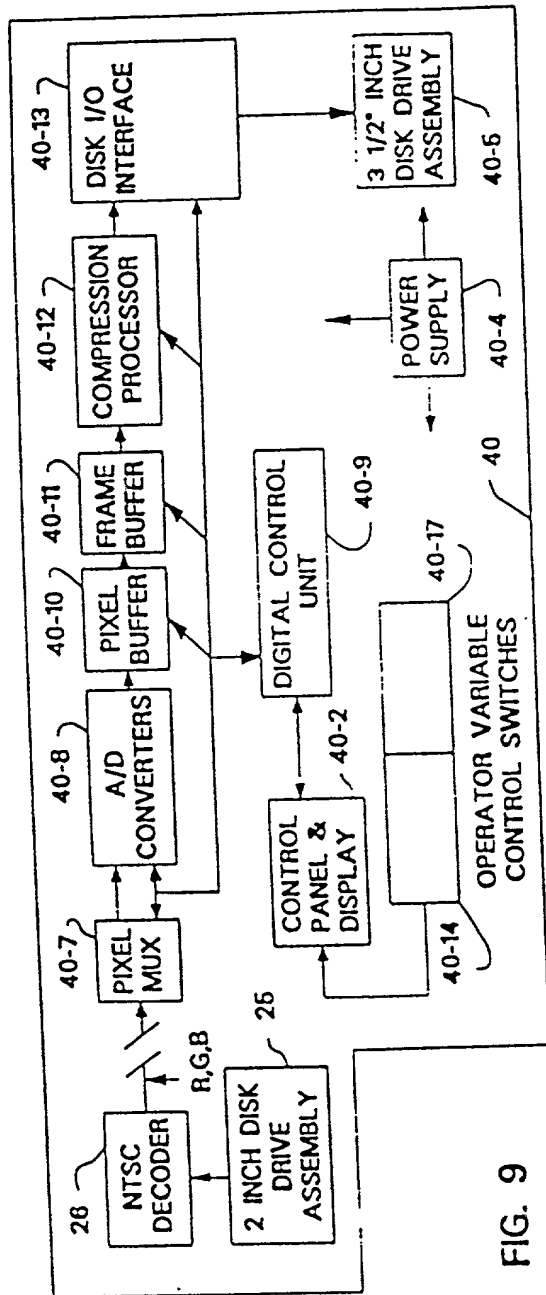 26
NTSC
DECODER
2 INCH DISK
DRIVE
ASSEMBLY
25
R,G,B
40-7
PIXEL
MUX
40-8
A/D
CONVERTERS
40-10
PIXEL
BUFFER
40-11
FRAME
BUFFER
40-12
COMPRESSION
PROCESSOR
40-13
DISK I/O
INTERFACE
CONTROL
PANEL &
DISPLAY
40-2
DIGITAL CONTROL
UNIT
40-9
POWER
SUPPLY
40-4
3 1/2" INCH
DISK DRIVE
ASSEMBLY
40-6
40-14
40-17
OPERATOR VARIABLE
CONTROL SWITCHES
40
FIG. 9